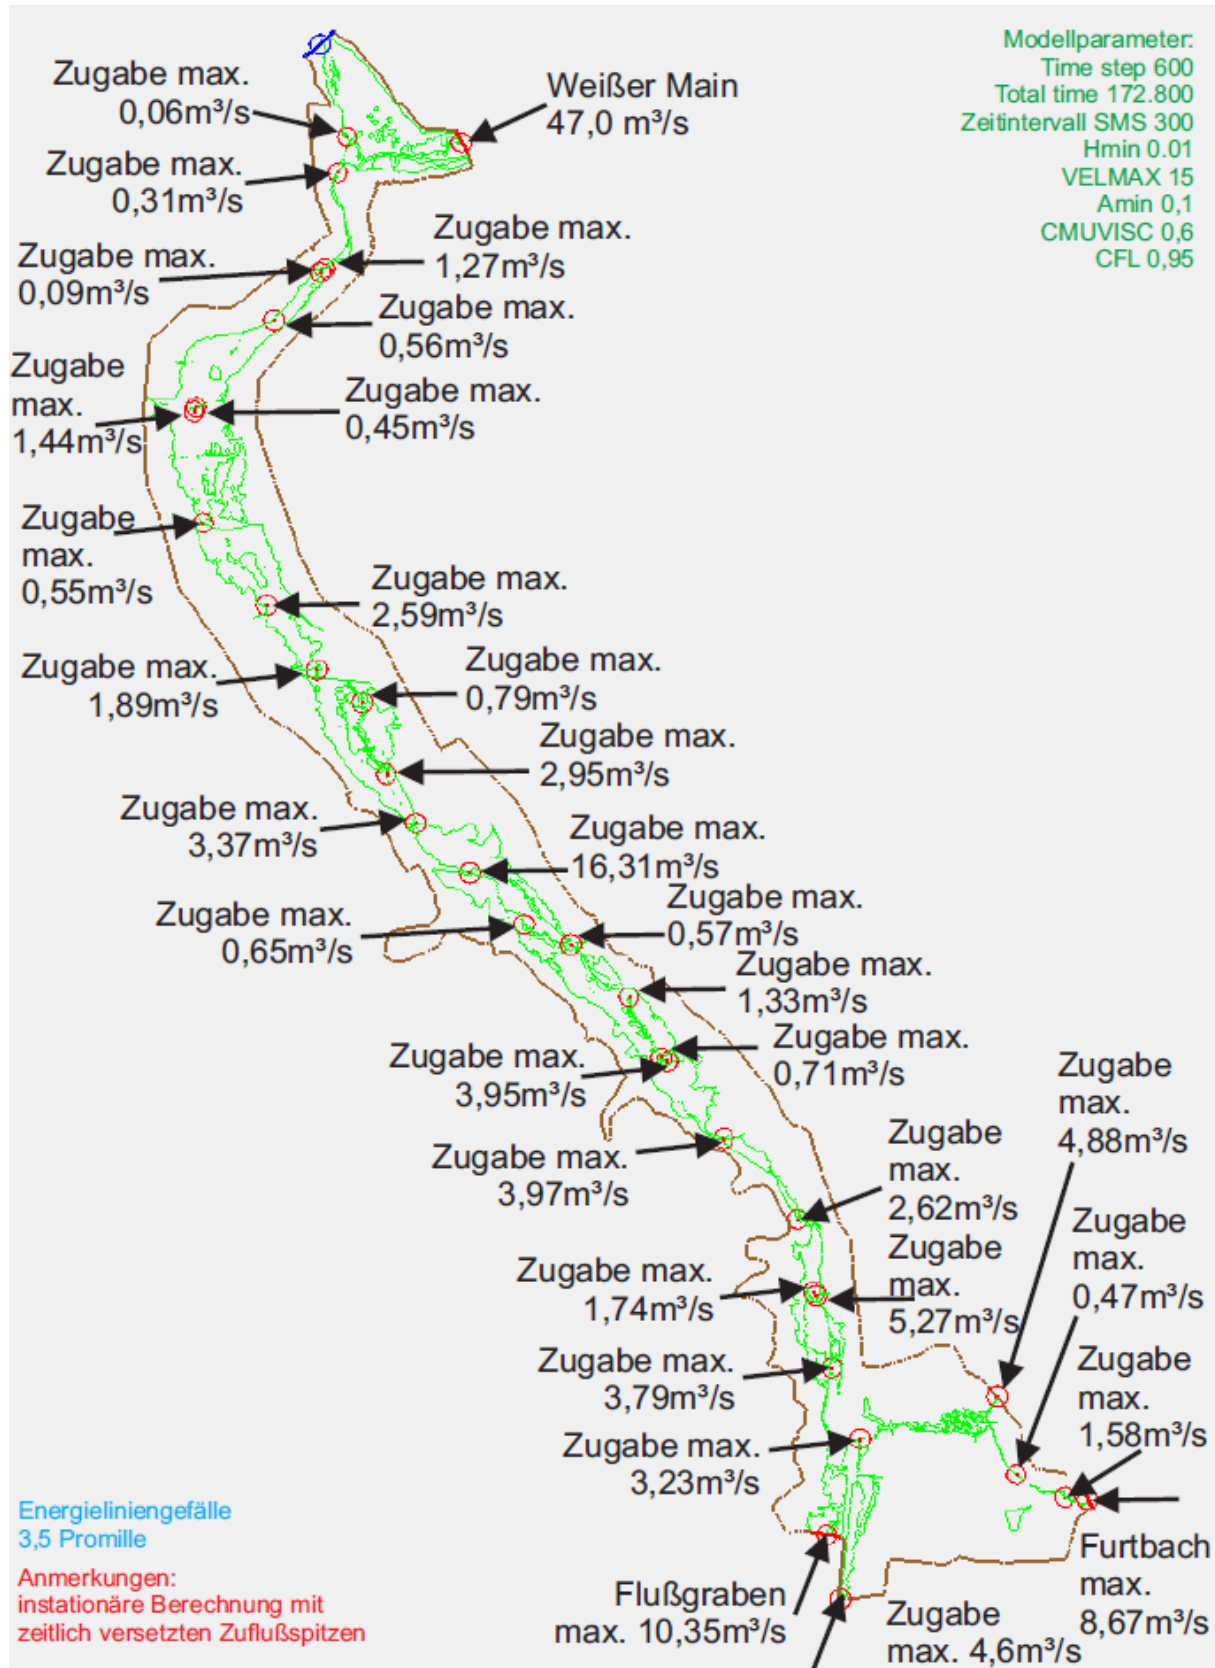 Modellparameter:
Time step 600
Total time 172.800
Zeitintervall SMS 300
Hmin 0.01
VELMAX 15
Amin 0,1
CMUVISC 0,6
CFL 0,95
Zugabe max.
0,06m³/s
Weißer Main
47,0 m³/s
Zugabe max.
0,31m³/s
Zugabe max.
1,27m³/s
Zugabe max.
0,09m³/s
Zugabe max.
0,56m³/s
Zugabe
max.
1,44m³/s
Zugabe max.
0,45m³/s
Zugabe
max.
0,55m³/s
Zugabe max.
2,59m³/s
Zugabe max.
1,89m³/s
Zugabe max.
0,79m³/s
Zugabe max.
2,95m³/s
Zugabe max.
3,37m³/s
Zugabe max.
16,31m³/s
Zugabe max.
0,65m³/s
Zugabe max.
0,57m³/s
Zugabe max.
1,33m³/s
Zugabe max.
3,95m³/s
Zugabe max.
0,71m³/s
Zugabe
max.
4,88m³/s
Zugabe max.
3,97m³/s
Zugabe
max.
2,62m³/s
Zugabe
max.
0,47m³/s
Zugabe max.
1,74m³/s
Zugabe
max.
5,27m³/s
Zugabe max.
3,79m³/s
Zugabe
max.
1,58m³/s
Zugabe max.
3,23m³/s
Energieliniengefälle
3,5 Promille
Anmerkungen:
instationäre Berechnung mit
zeitlich versetzten Zuflußspitzen
Flußgraben
max. 10,35m³/s
Zugabe
max. 4,6m³/s
Furtbach
max.
8,67m³/s